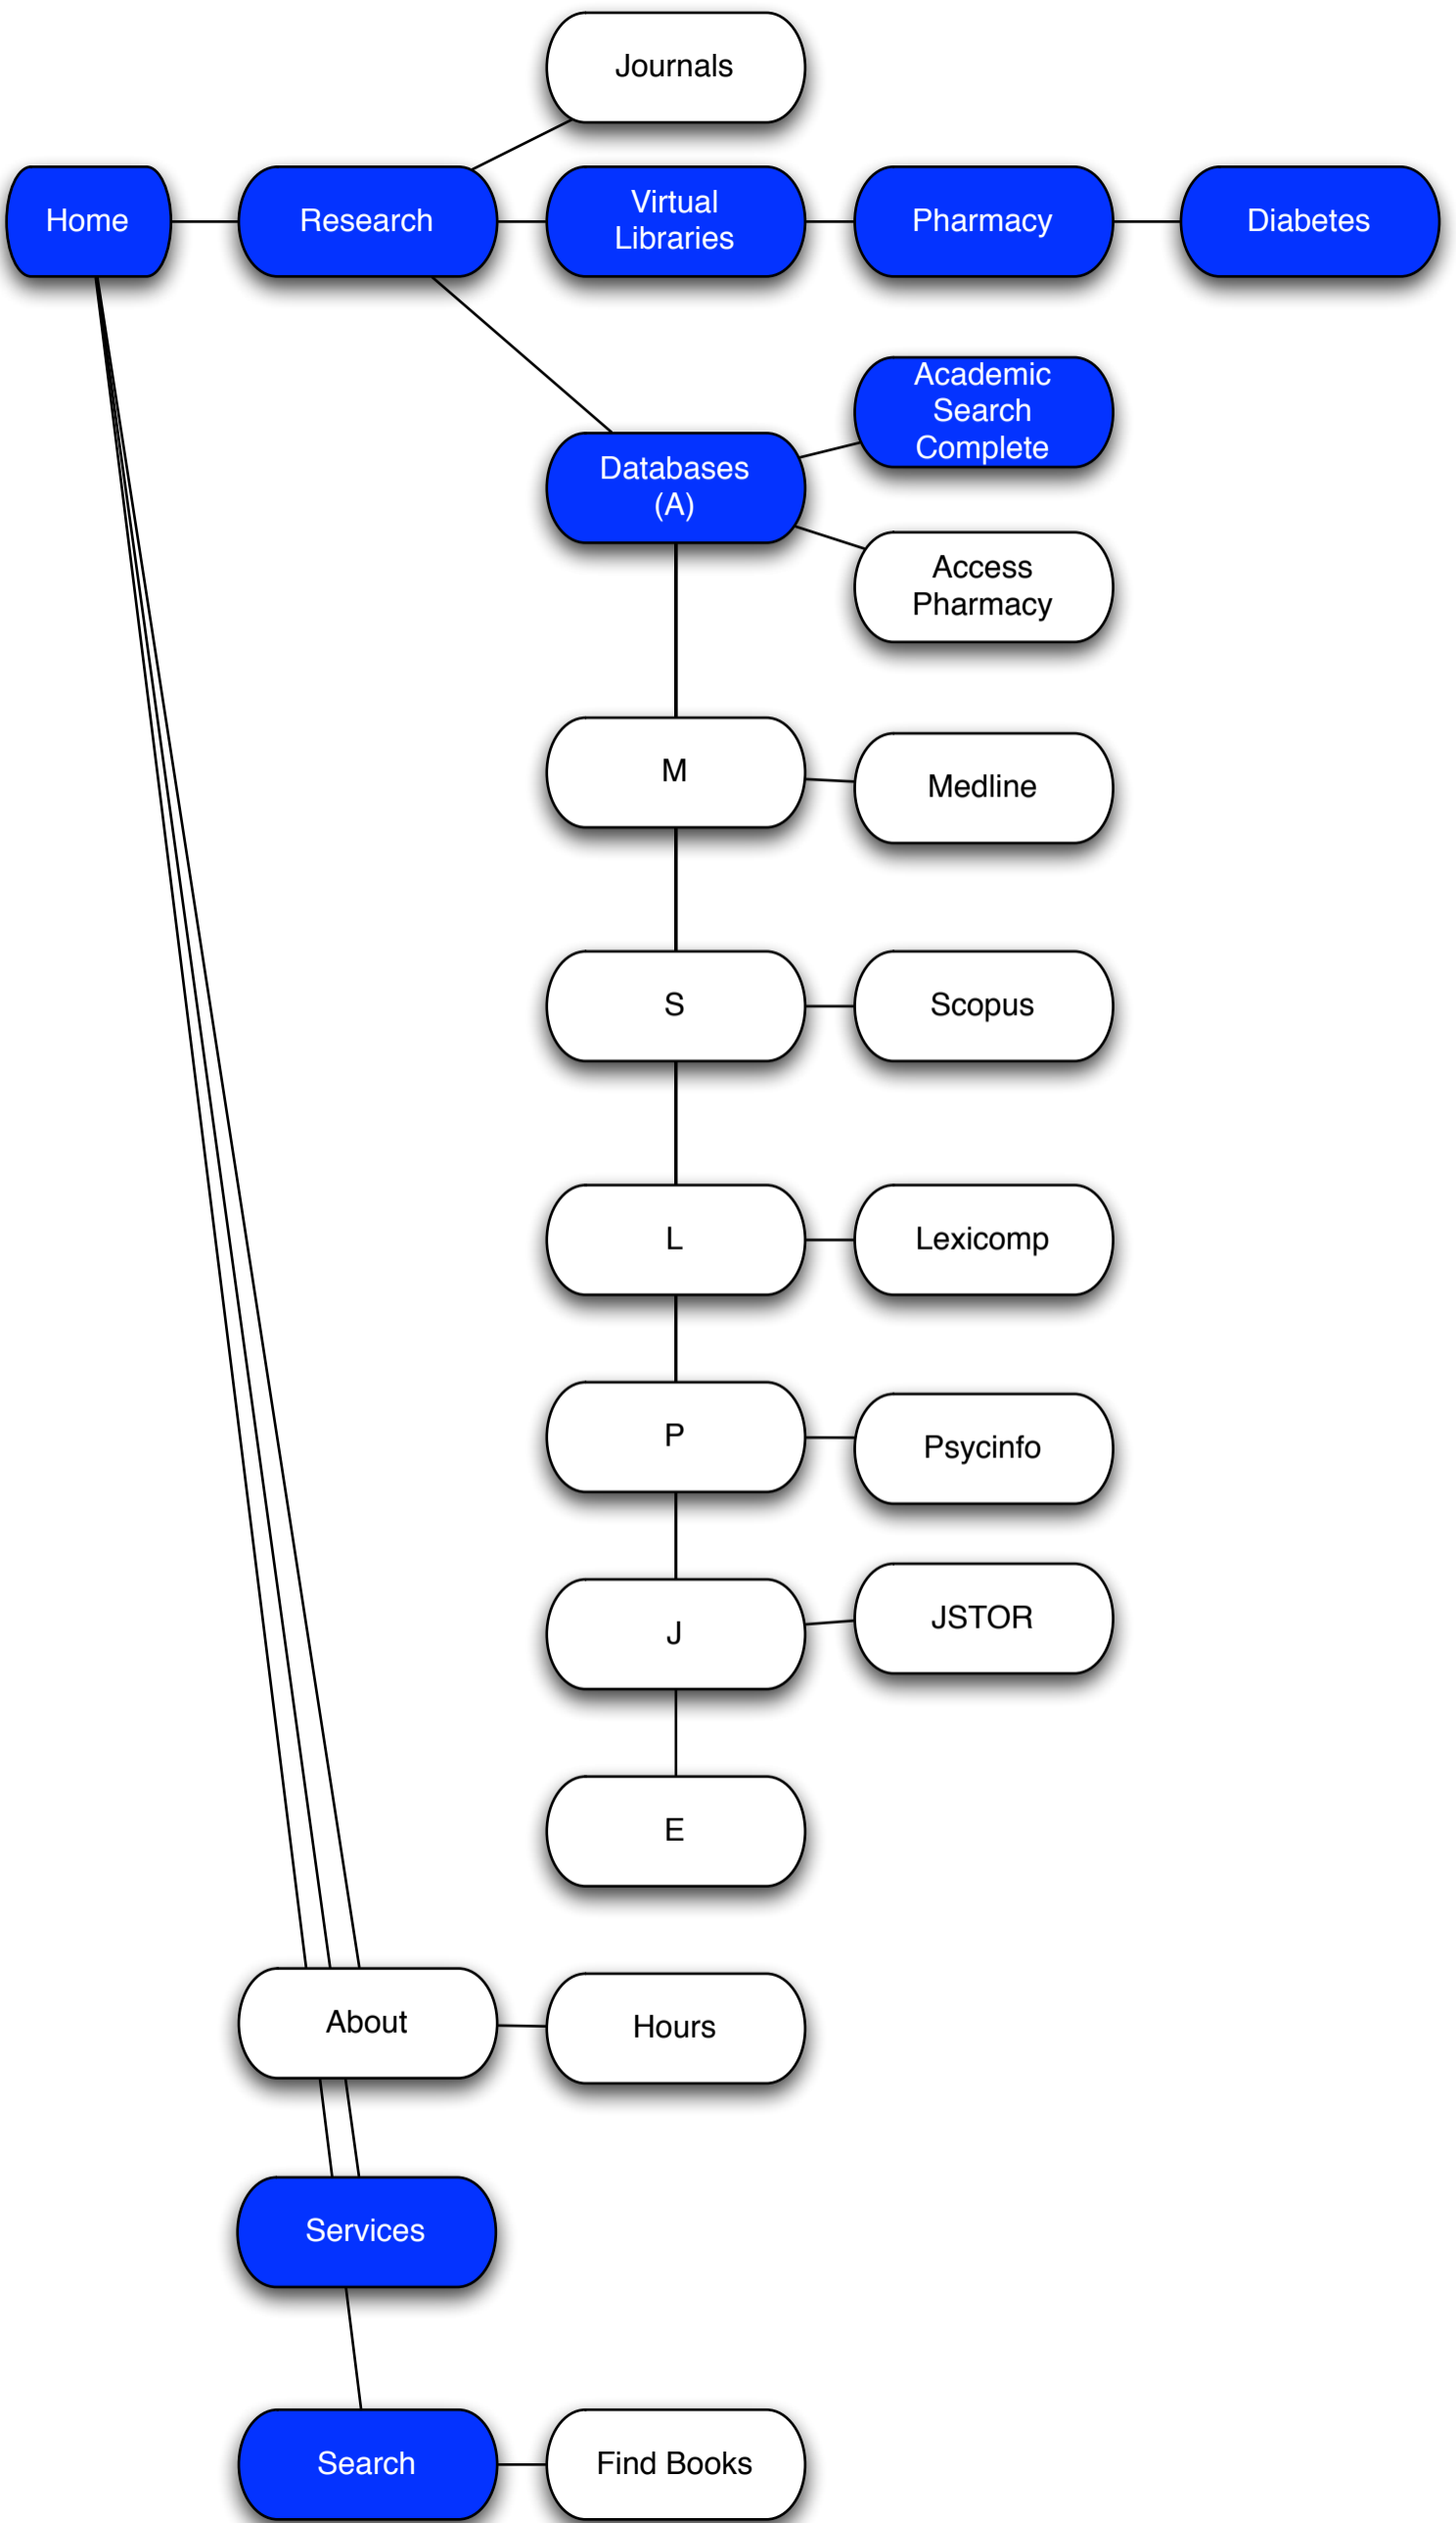 Journals
Home
Research
Virtual
Libraries
Pharmacy
Diabetes
Academic
Search
Complete
Databases
(A)
Access
Pharmacy
M
Medline
S
Scopus
L
Lexicomp
P
Psycinfo
J
JSTOR
E
About
Hours
Services
Search
Find Books